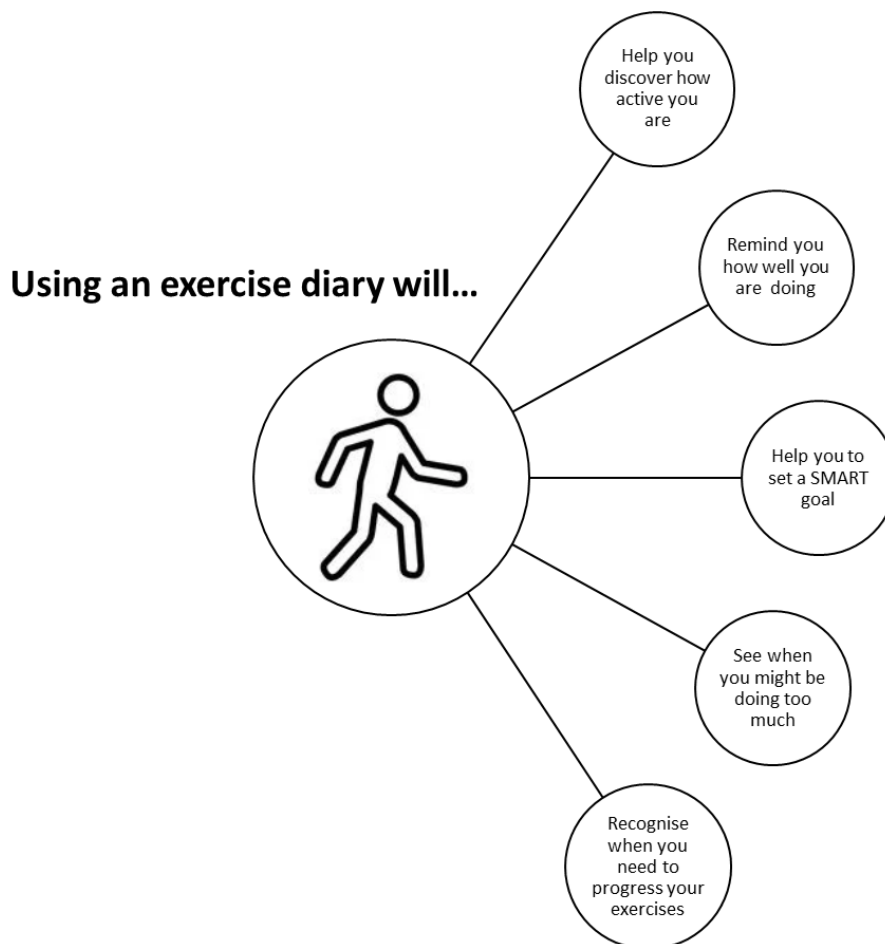 Help you
discover how
active you
are
Remind you
how well you
are doing
Using an exercise diary will...
Help you to
set a SMART
goal
See when
you might be
doing too
much
Recognise
when you
need to
progress your
exercises